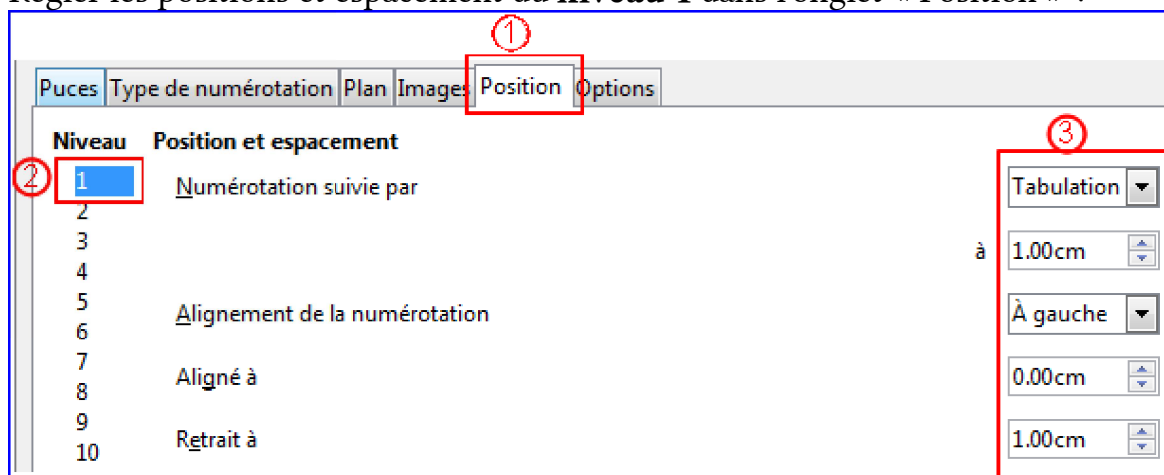 Régler les positions et espacement du niveau 1 dans l'onglet « Position » :
1
Puces Type de numérotation Plan Images Position Options
Niveau Position et espacement
3
2 1 Numérotation suivie par Tabulation
2
3 à 1.00cm
4
5 Alignement de la numérotation À gauche
6
7 Aligné à 0.00cm
8
9 Retrait à 1.00cm
10